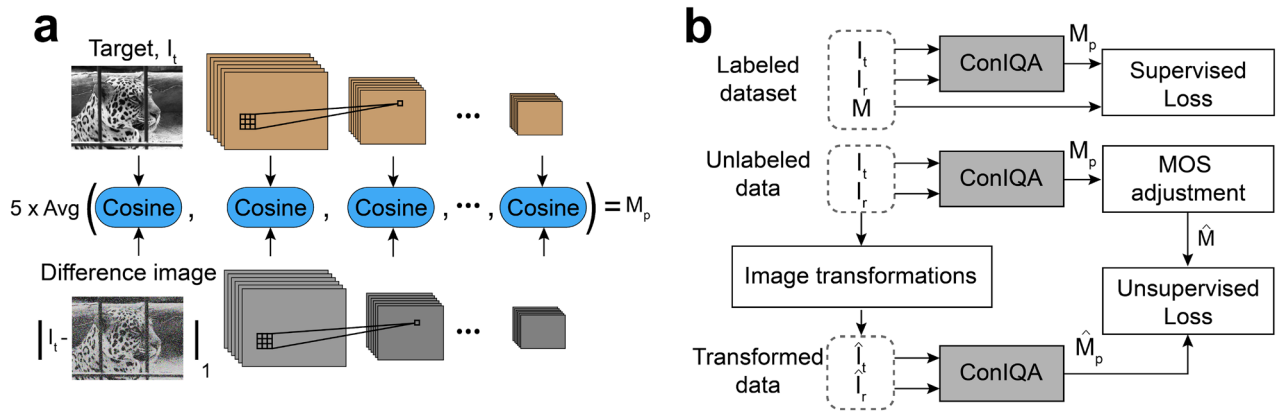 a
Target, I_t
5 x Avg ( Cosine , Cosine , Cosine , ... , Cosine ) = M_p
Difference image
| I_t - |_1
b
Labeled
dataset
I_t
I_r
M
ConIQA
M_p
Supervised
Loss
Unlabeled
data
I_t
I_r
ConIQA
M_p
MOS
adjustment
M̂
Image transformations
Unsupervised
Loss
Transformed
data
Î_t
Î_r
ConIQA
M̂_p